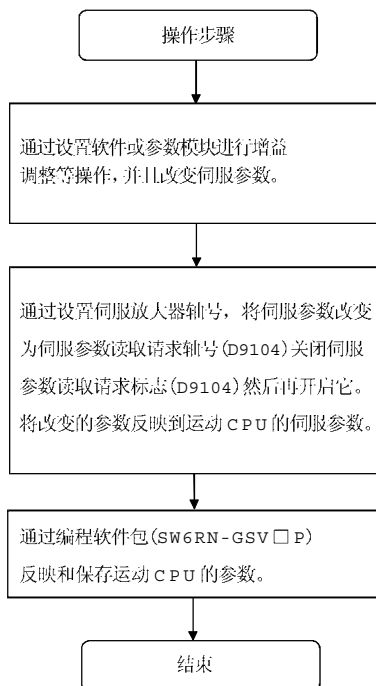 操作步骤
通过设置软件或参数模块进行增益
调整等操作,并且改变伺服参数。
通过设置伺服放大器轴号，将伺服参数改变
为伺服参数读取请求轴号(D9104)关闭伺服
参数读取请求标志(D9104)然后再开启它。
将改变的参数反映到运动CPU的伺服参数。
通过编程软件包(SW6RN-GSV□P)
反映和保存运动CPU的参数。
结束